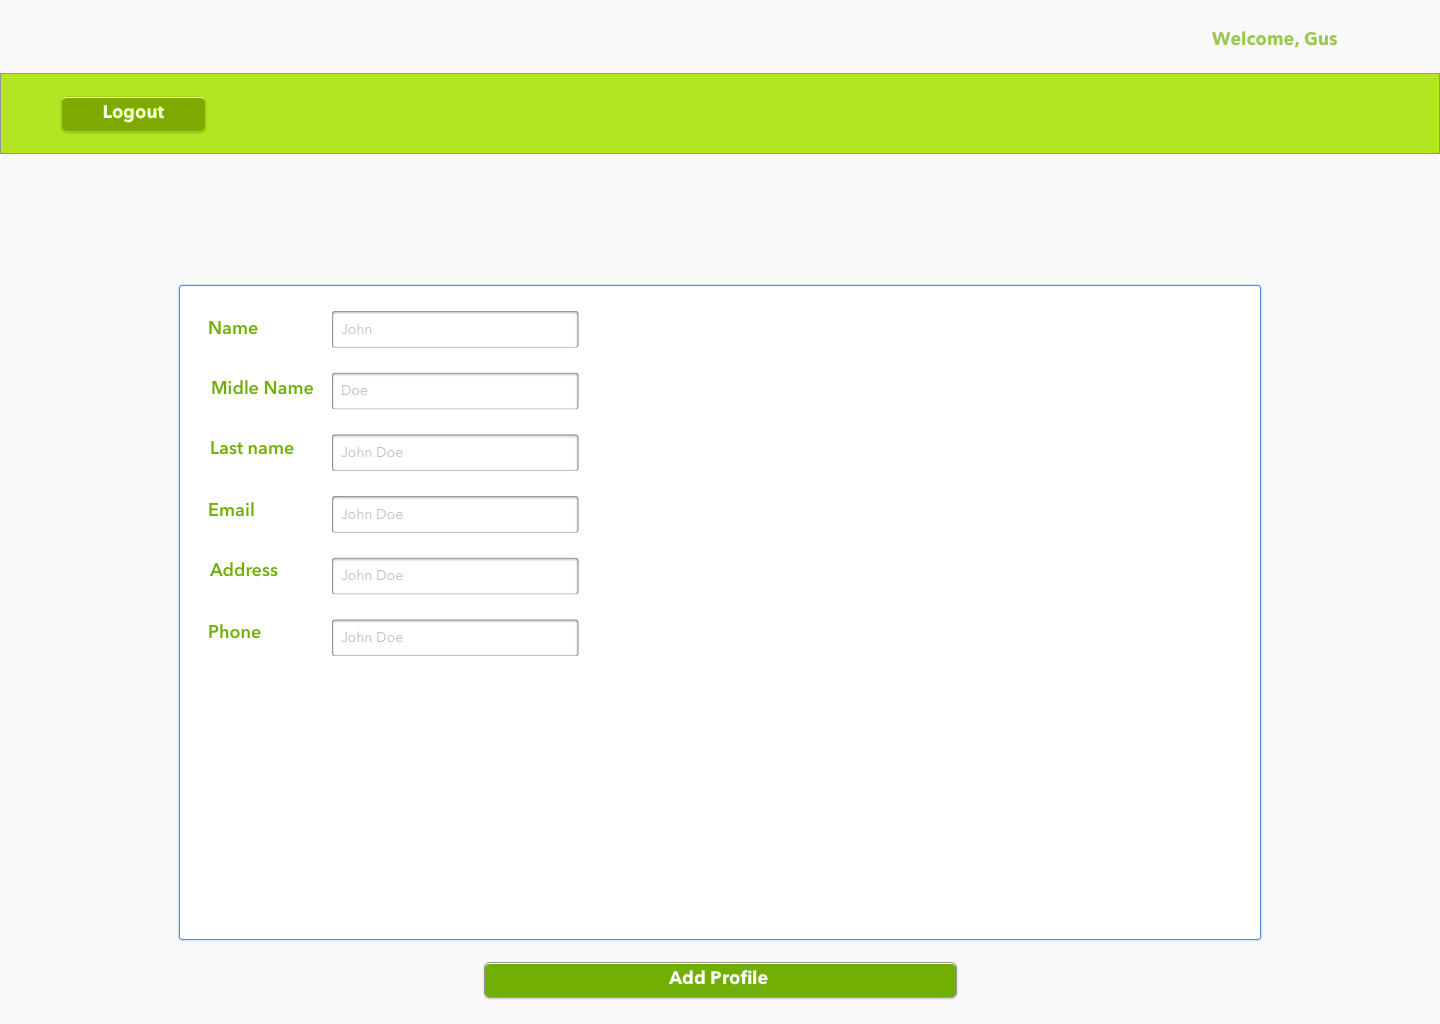 Welcome, Gus
Logout
Name John
Midle Name Doe
Last name John Doe
Email John Doe
Address John Doe
Phone John Doe
Add Profile